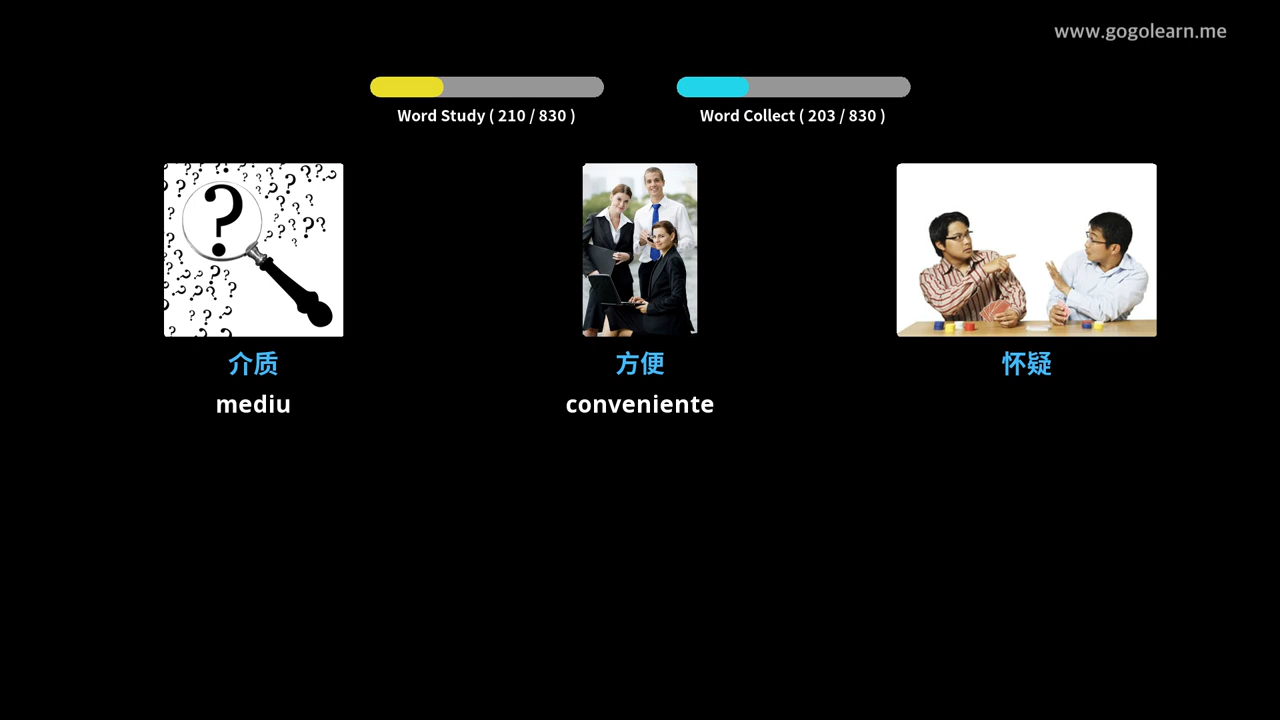 www.gogolearn.me
Word Study ( 210 / 830 )
Word Collect ( 203 / 830 )
介质
方便
怀疑
mediu
conveniente